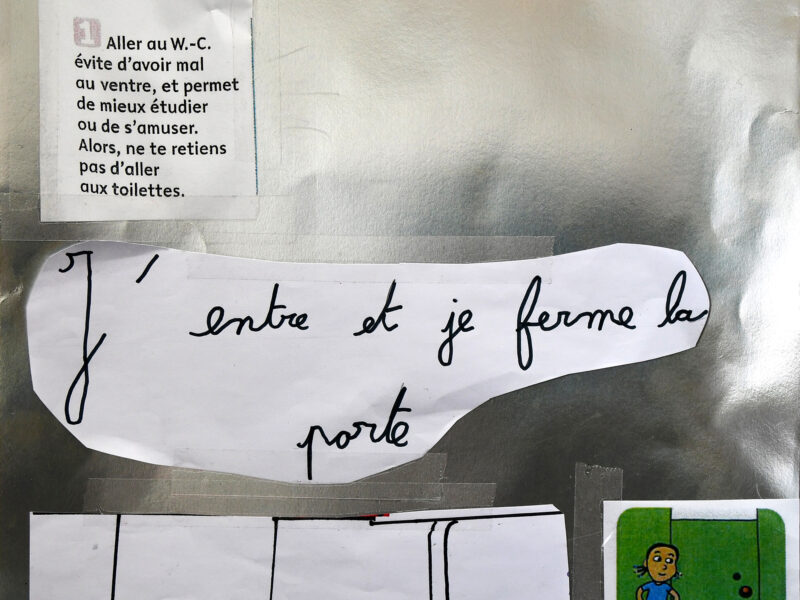 1 Aller au W.-C.
évite d'avoir mal
au ventre, et permet
de mieux étudier
ou de s'amuser.
Alors, ne te retiens
pas d'aller
aux toilettes.
J' entre et je ferme la
porte